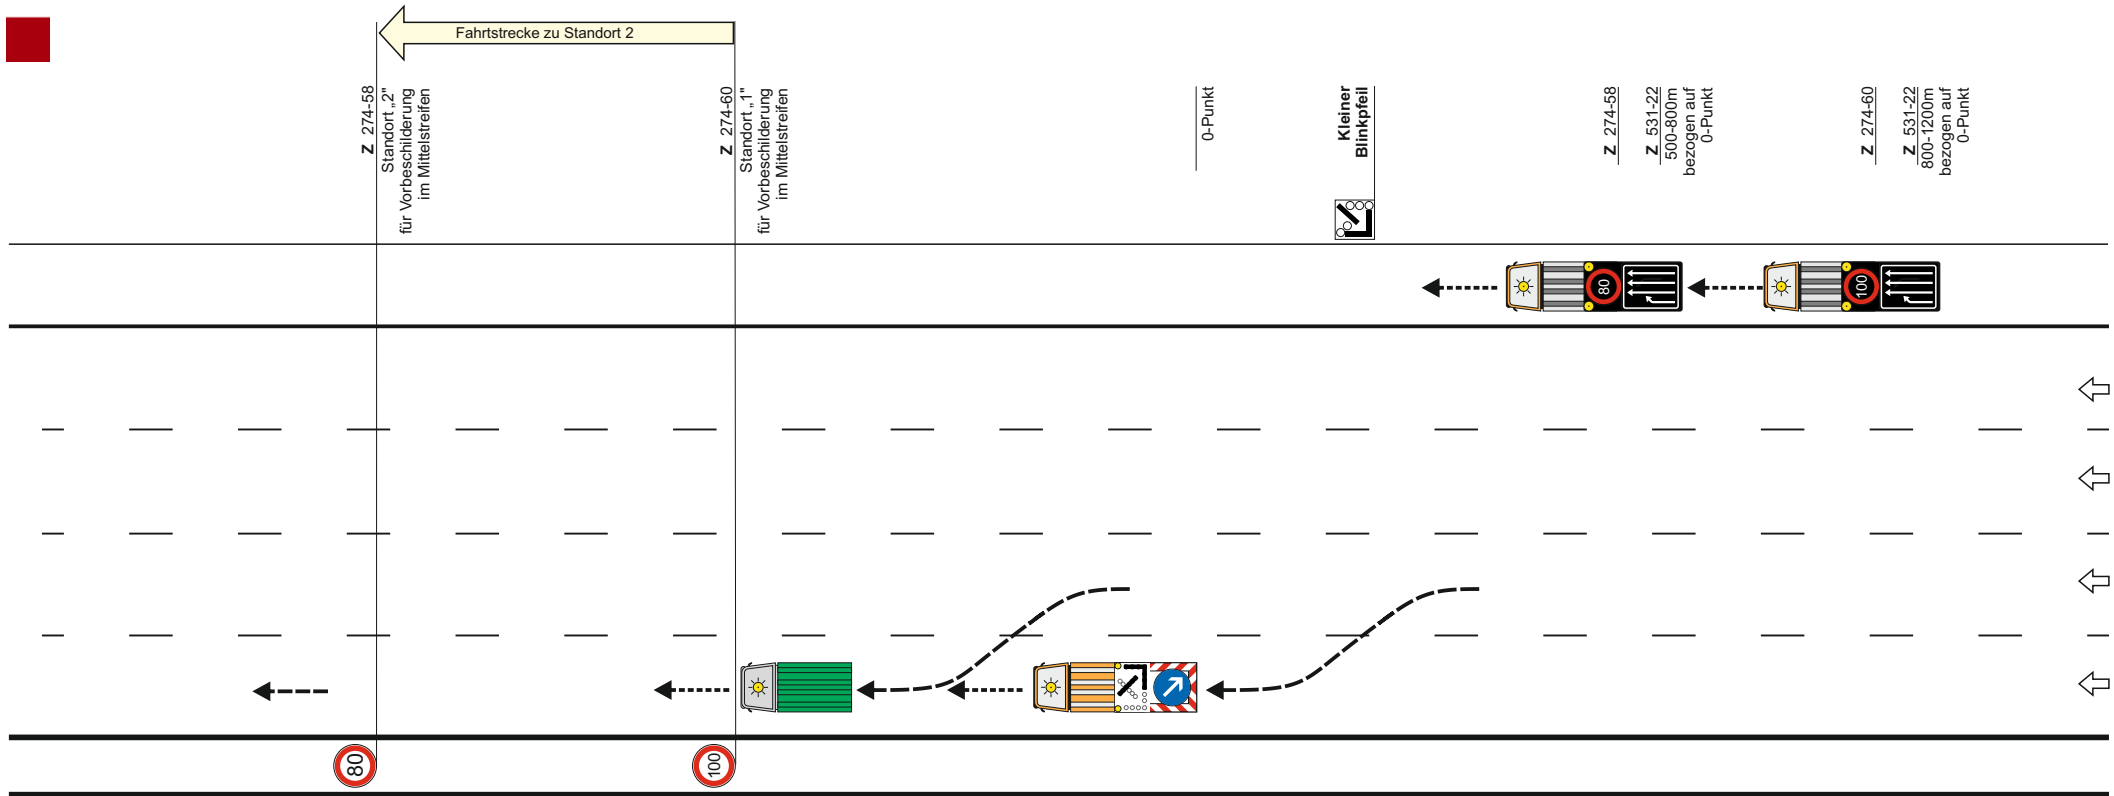 Fahrtstrecke zu Standort 2
Z 274-58
Standort „2"
für Vorbeschilderung
im Mittelstreifen
Z 274-60
Standort „1"
für Vorbeschilderung
im Mittelstreifen
0-Punkt
Kleiner
Blinkpfeil
Z 274-58
Z 531-22
500-800m
bezogen auf
0-Punkt
Z 274-60
Z 531-22
800-1200m
bezogen auf
0-Punkt
80
100
80
100